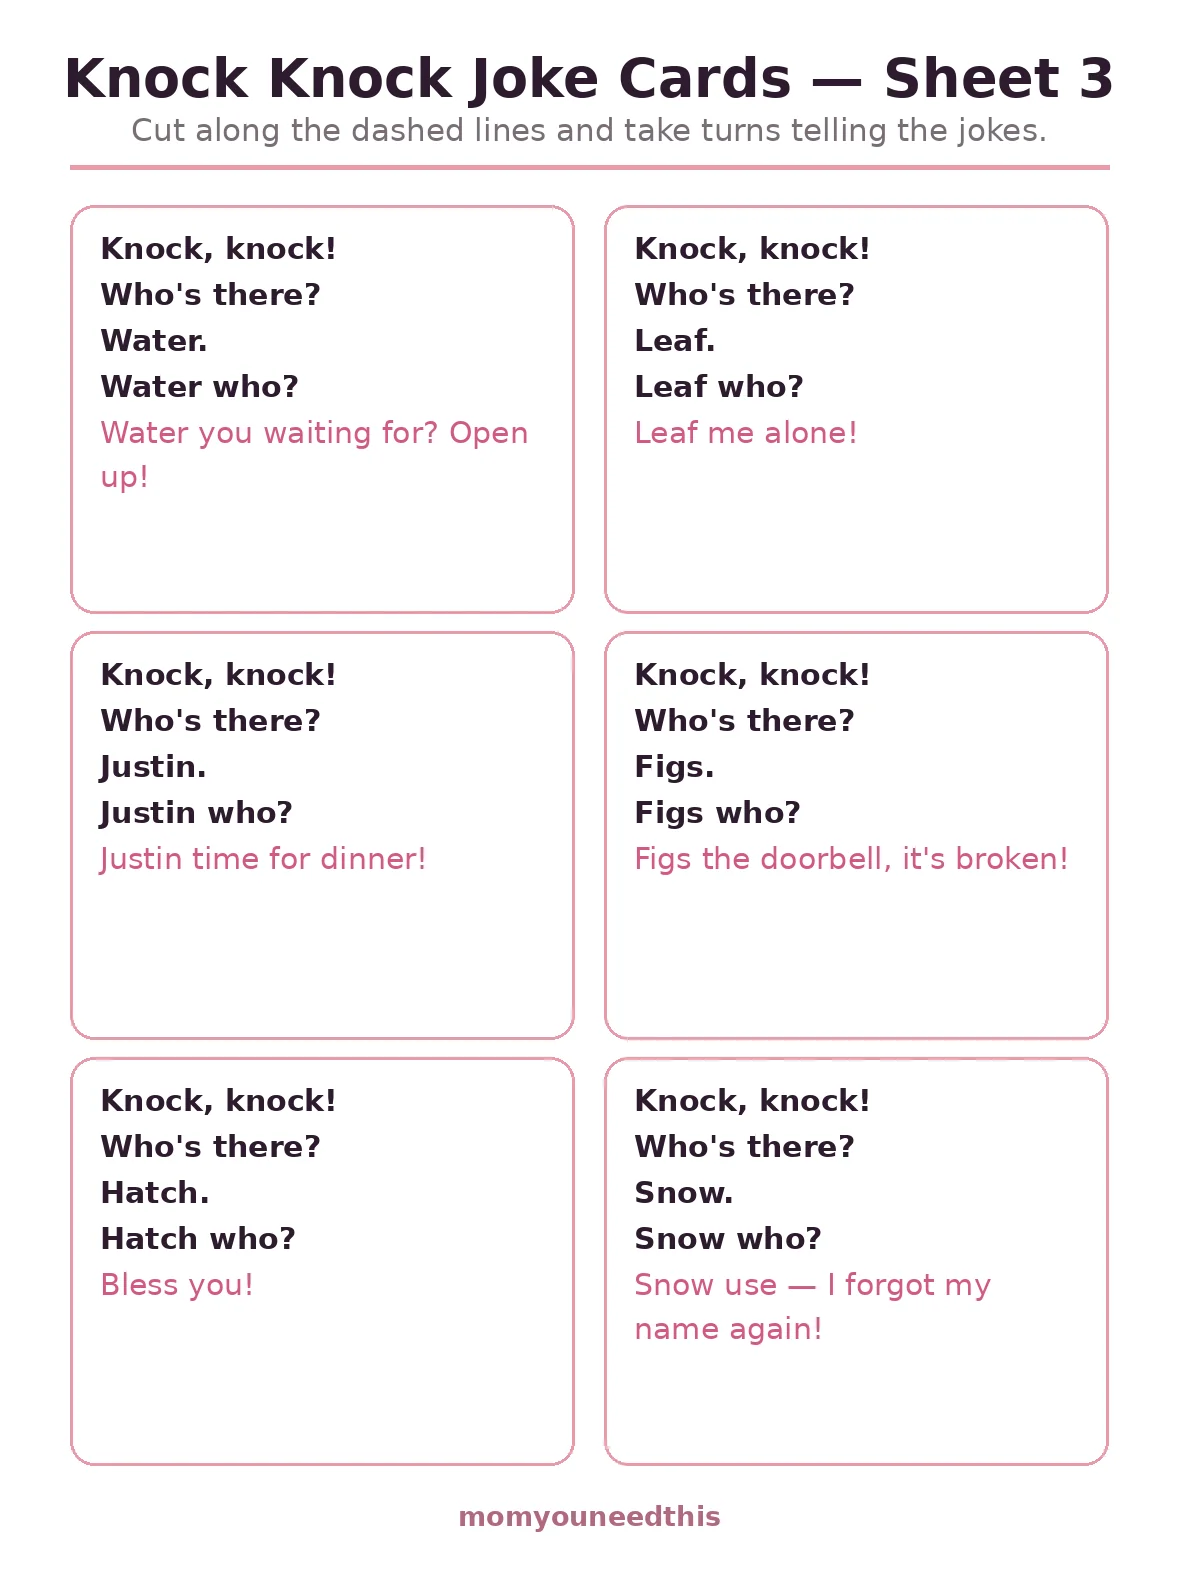 Knock Knock Joke Cards — Sheet 3
Cut along the dashed lines and take turns telling the jokes.
Knock, knock!
Who's there?
Water.
Water who?
Water you waiting for? Open
up!
Knock, knock!
Who's there?
Leaf.
Leaf who?
Leaf me alone!
Knock, knock!
Who's there?
Justin.
Justin who?
Justin time for dinner!
Knock, knock!
Who's there?
Figs.
Figs who?
Figs the doorbell, it's broken!
Knock, knock!
Who's there?
Hatch.
Hatch who?
Bless you!
Knock, knock!
Who's there?
Snow.
Snow who?
Snow use — I forgot my
name again!
momyouneedthis